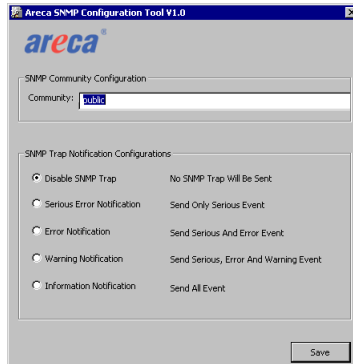 Areca SNMP Configuration Tool V1.0
areca®
SNMP Community Configuration
Community: public
SNMP Trap Notification Configurations
Disable SNMP Trap No SNMP Trap Will Be Sent
Serious Error Notification Send Only Serious Event
Error Notification Send Serious And Error Event
Warning Notification Send Serious, Error And Warning Event
Information Notification Send All Event
Save